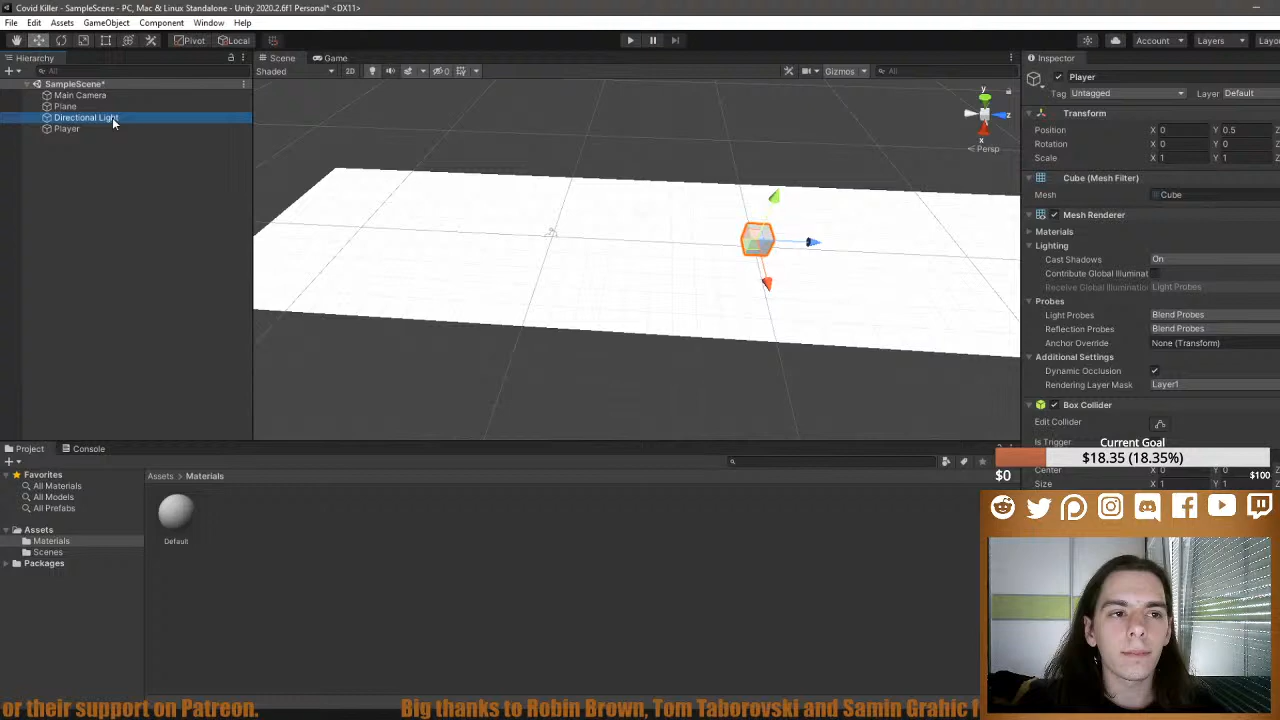 Covid Killer - SampleScene - PC, Mac & Linux Standalone - Unity 2020.2.6f1 Personal* <DX11>
File Edit Assets GameObject Component Window Help
Pivot Local Account Layers Layou
Hierarchy Scene Game Inspector
All Shaded 2D 0 Gizmos All
Player
Tag Untagged Layer Default
SampleScene*
Main Camera
Plane
Directional Light
Player
y
z
x
Persp
Transform
Position X 0 Y 0.5 Z
Rotation X 0 Y 0 Z
Scale X 1 Y 1 Z
Cube (Mesh Filter)
Mesh Cube
Mesh Renderer
Materials
Lighting
Cast Shadows On
Contribute Global Illuminat
Receive Global Illuminatio Light Probes
Probes
Light Probes Blend Probes
Reflection Probes Blend Probes
Anchor Override None (Transform)
Additional Settings
Dynamic Occlusion
Rendering Layer Mask Layer1
Box Collider
Edit Collider
Is Trigger
Current Goal
$18.35 (18.35%)
$0 $100
Center X 0 Y 0
Size X 1 Y 1
Project Console
Favorites
All Materials
All Models
All Prefabs
Assets
Materials
Scenes
Packages
Assets > Materials
Default
or their support on Patreon. Big thanks to Robin Brown, Tom Taborovski and Samin Grahic f